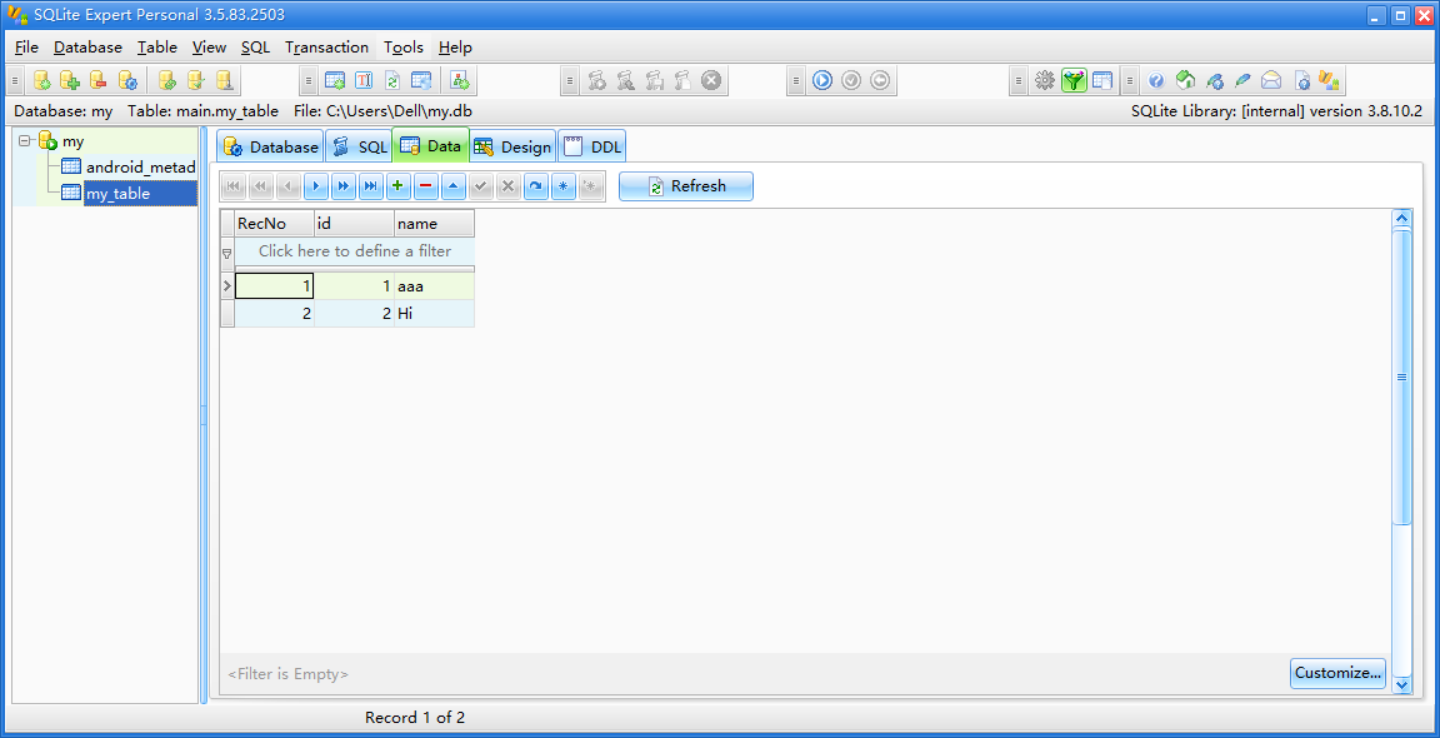 SQLite Expert Personal 3.5.83.2503
File Database Table View SQL Transaction Tools Help
Database: my Table: main.my_table File: C:\Users\Dell\my.db SQLite Library: [internal] version 3.8.10.2
my
android_metad
my_table
Database SQL Data Design DDL
Refresh
RecNo id name
Click here to define a filter
1 1 aaa
2 2 Hi
<Filter is Empty>
Customize...
Record 1 of 2